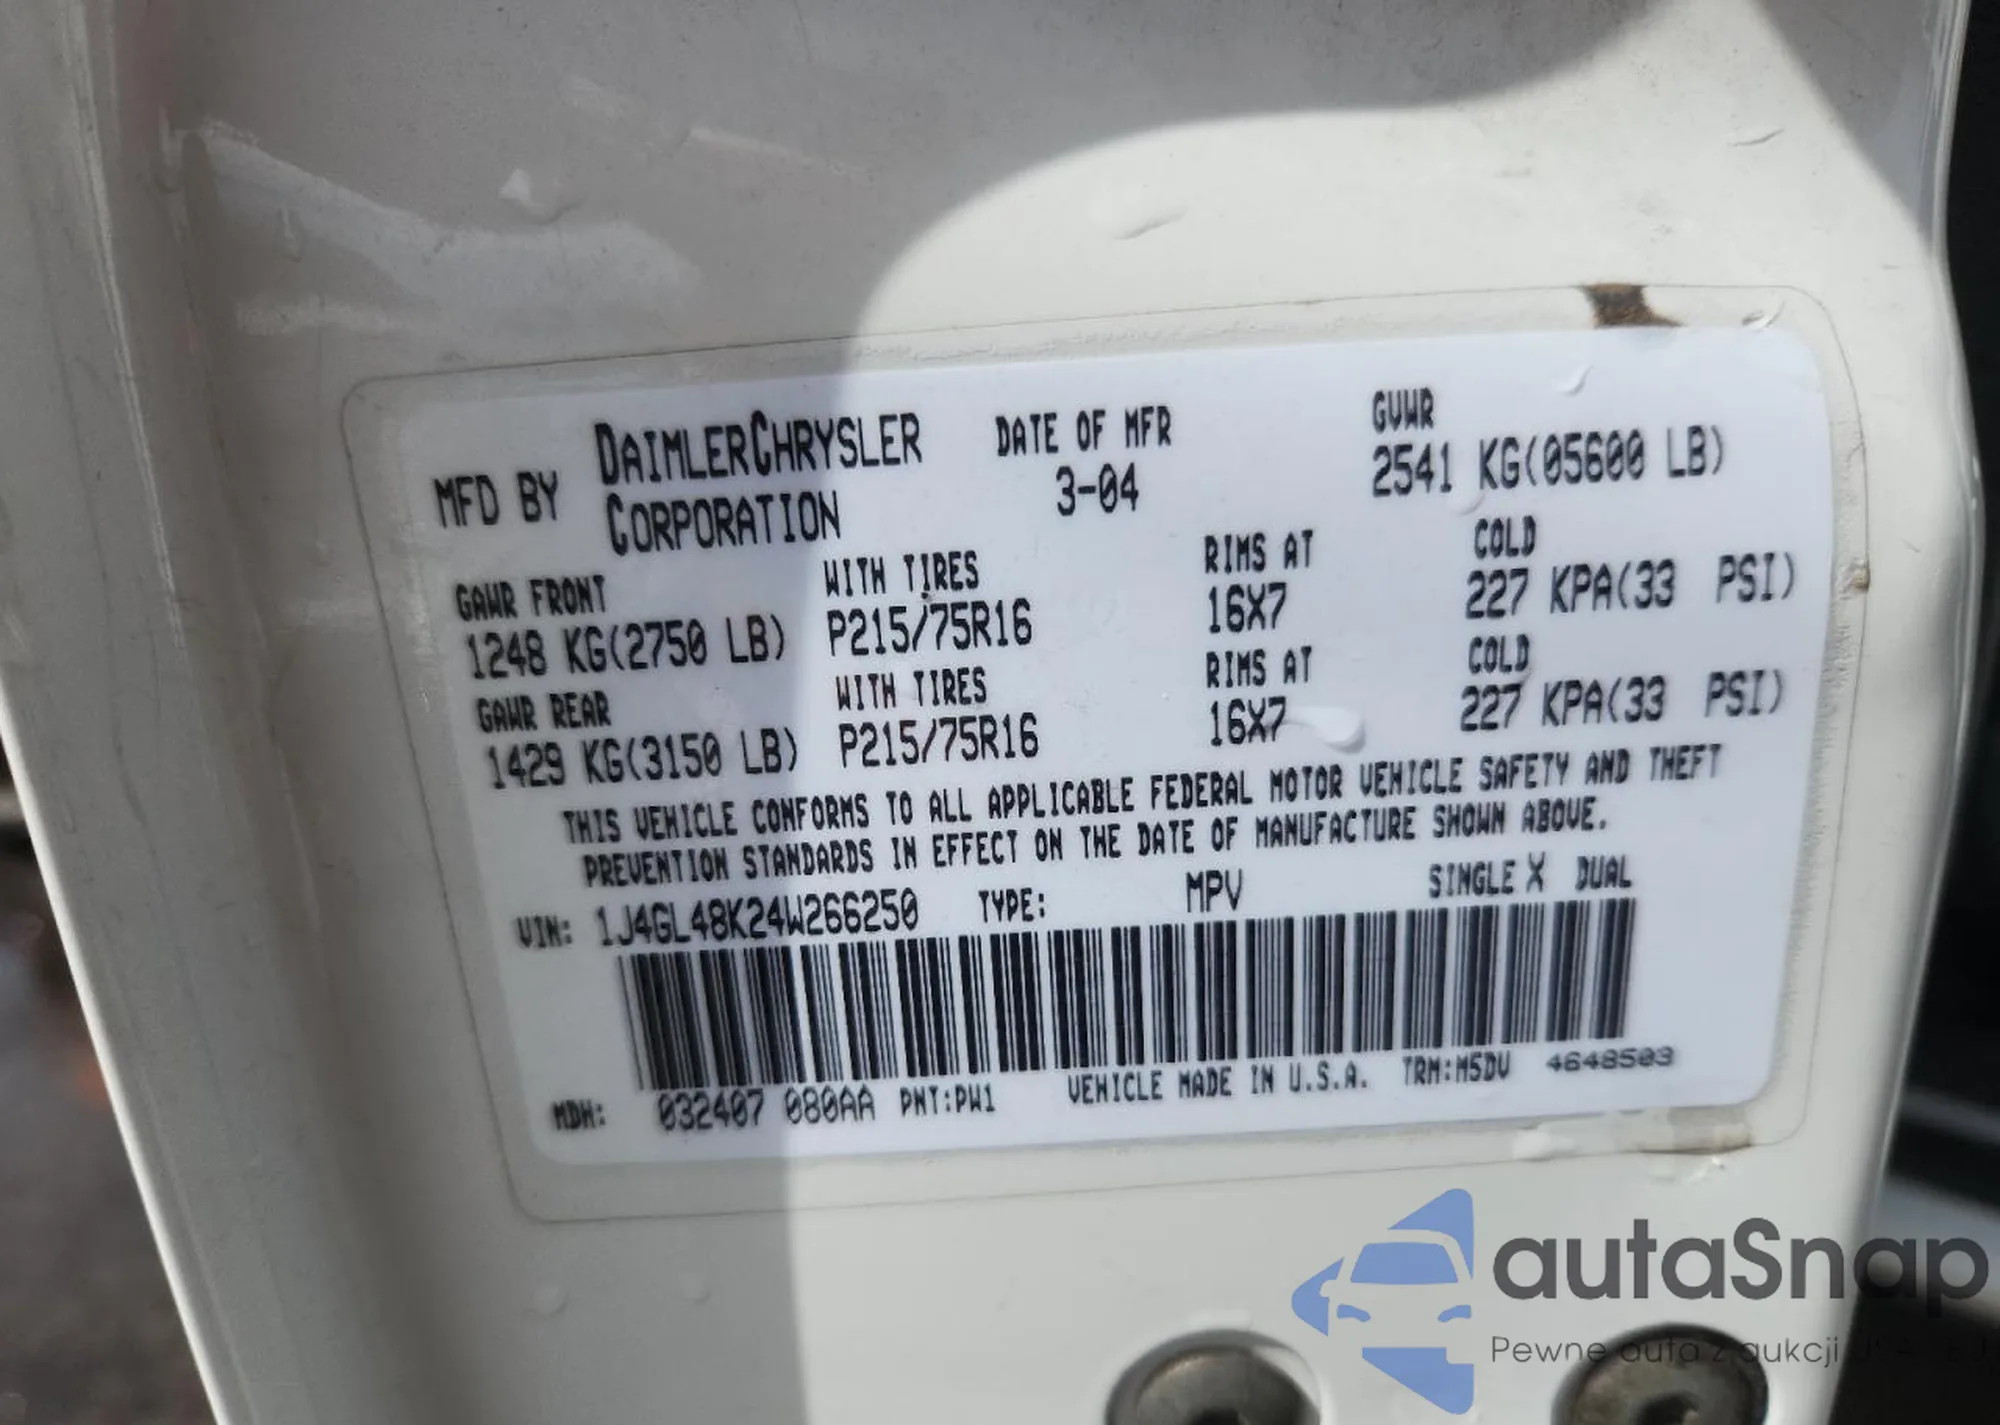 MFD BY DAIMLERCHRYSLER CORPORATION
DATE OF MFR
3-04
GVWR
2541 KG(05600 LB)
GAWR FRONT
1248 KG(2750 LB)
WITH TIRES
P215/75R16
RIMS AT
16X7
COLD
227 KPA(33 PSI)
GAWR REAR
1429 KG(3150 LB)
WITH TIRES
P215/75R16
RIMS AT
16X7
COLD
227 KPA(33 PSI)
THIS VEHICLE CONFORMS TO ALL APPLICABLE FEDERAL MOTOR VEHICLE SAFETY AND THEFT
PREVENTION STANDARDS IN EFFECT ON THE DATE OF MANUFACTURE SHOWN ABOVE.
VIN: 1J4GL48K24W266250 TYPE: MPV SINGLE X DUAL
MDH: 032407 080AA PNT:PW1 VEHICLE MADE IN U.S.A. TRM:M5DV 4648503
autaSnap
Pewne auta z aukcji